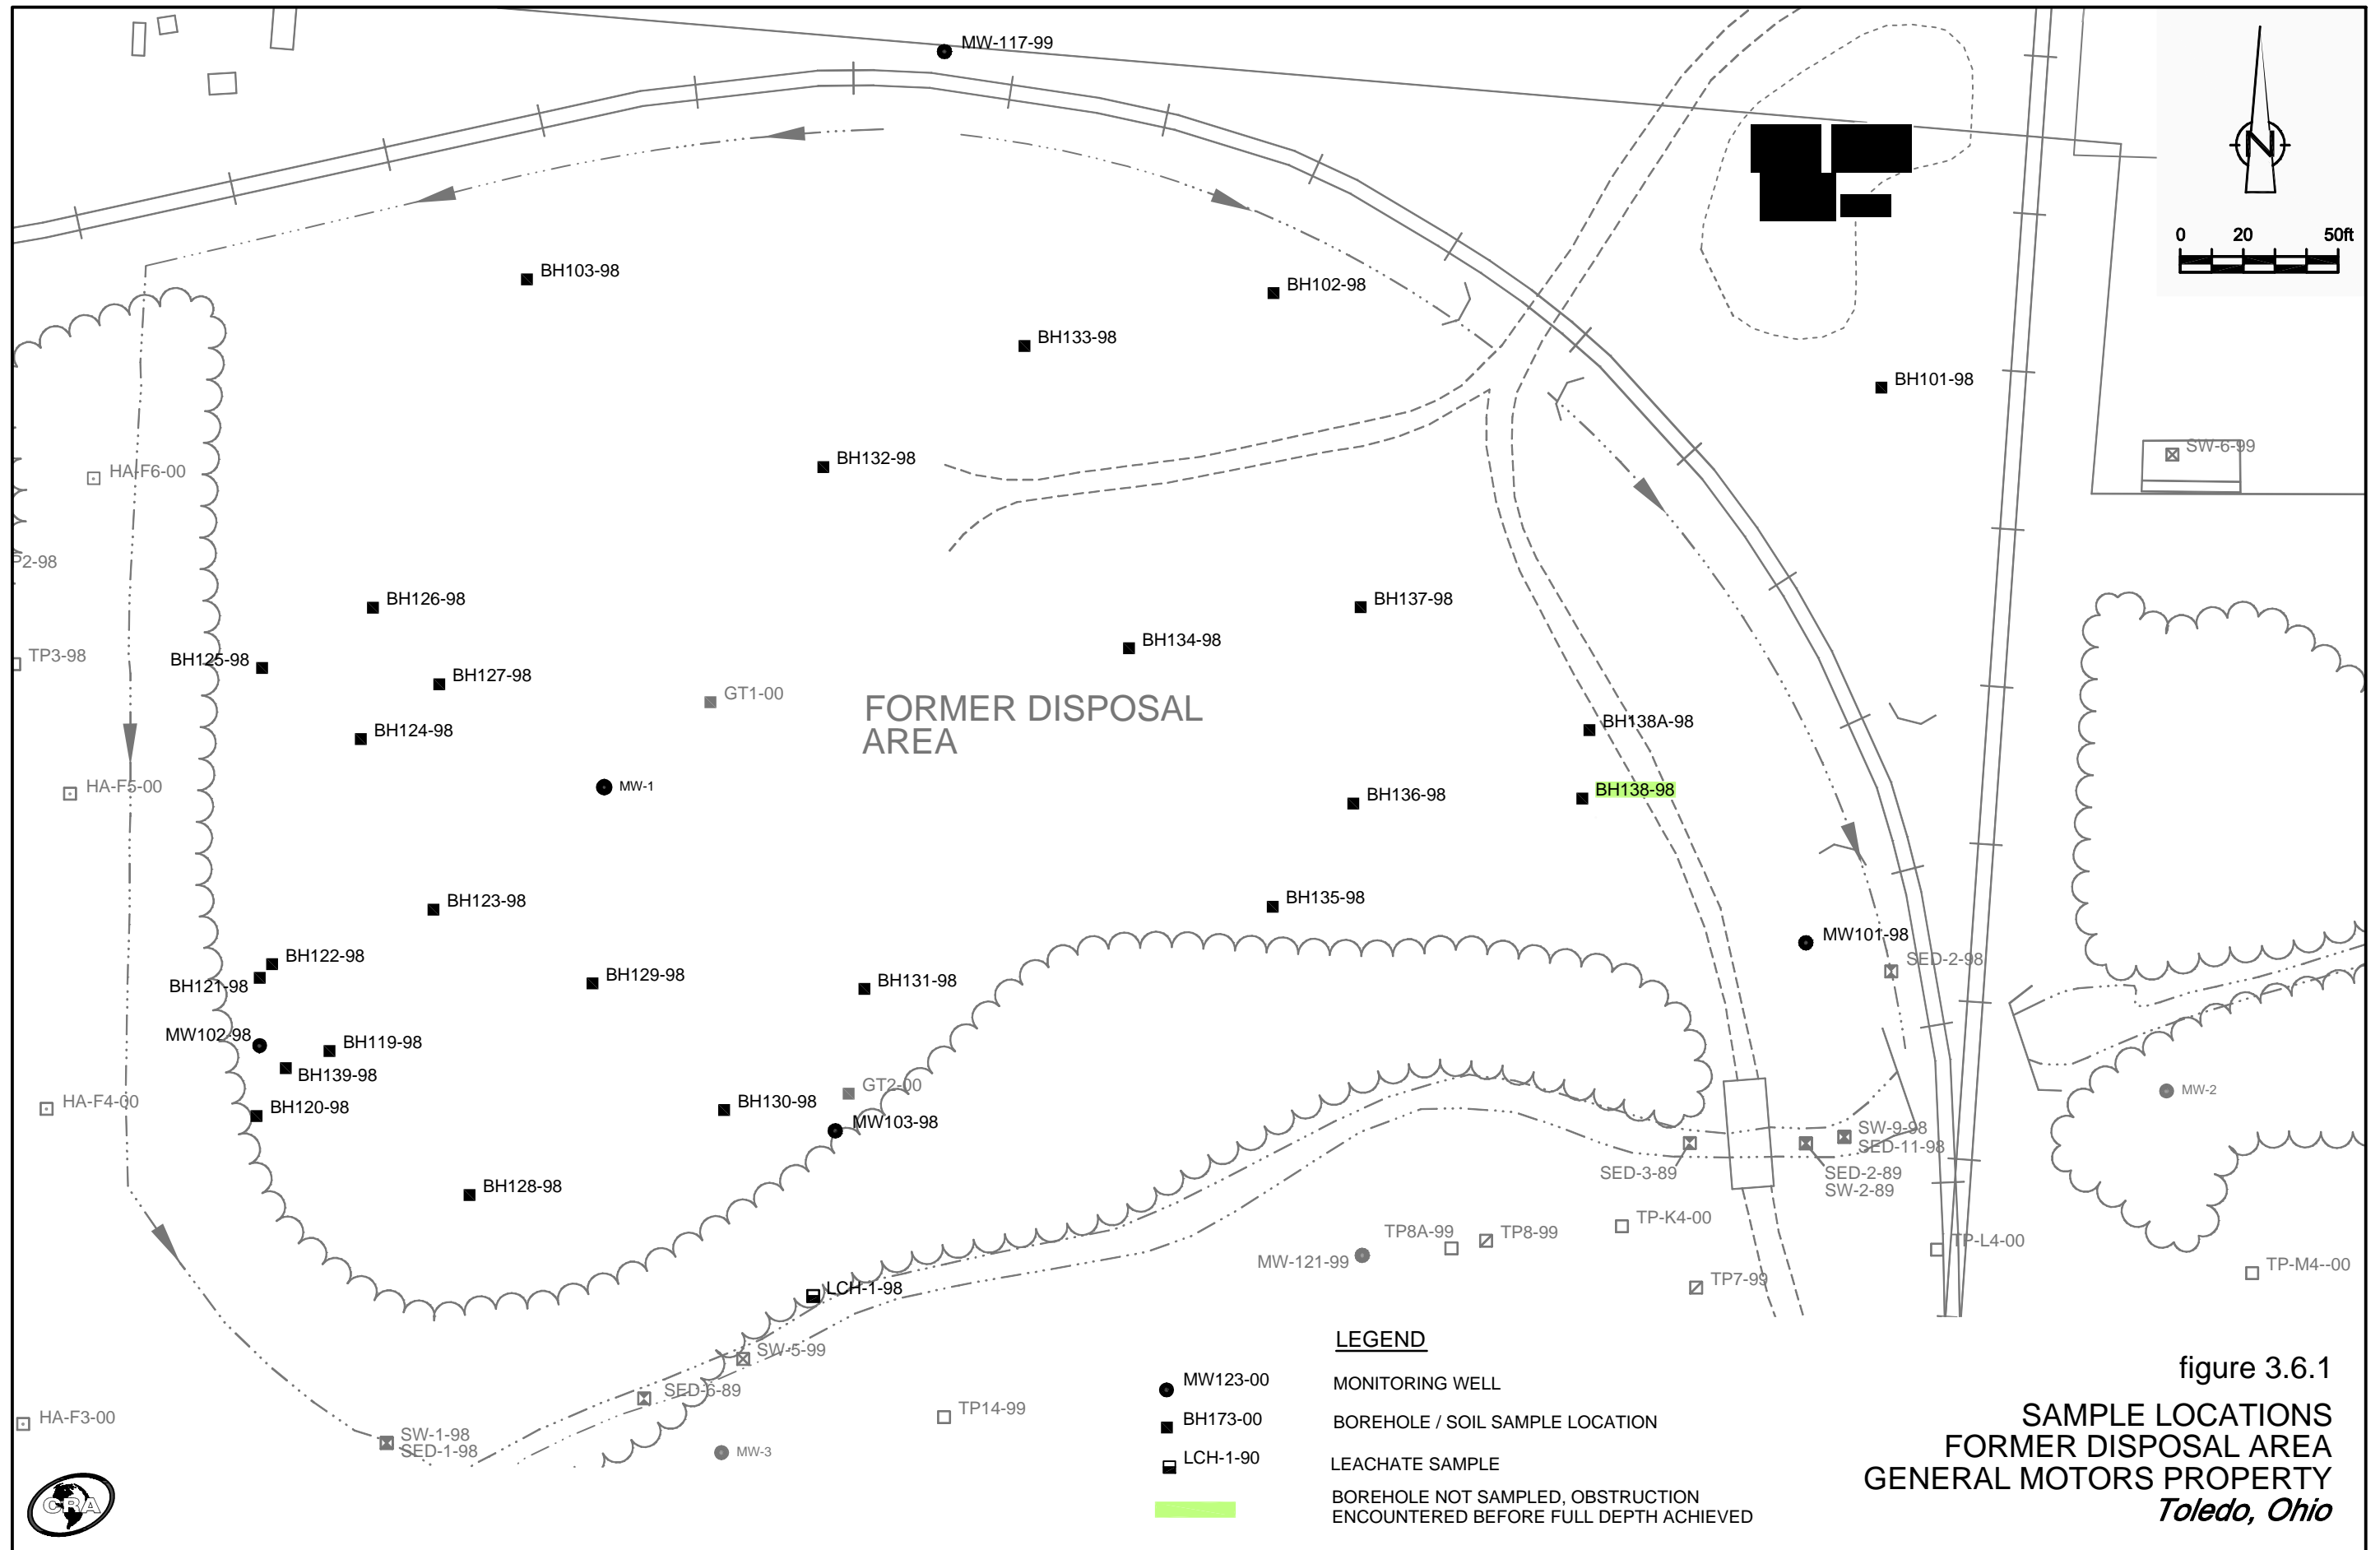 MW-117-99
N
0 20 50ft
BH103-98
BH102-98
BH133-98
BH101-98
SW-6-99
BH132-98
HA-F6-00
P2-98
BH126-98
BH137-98
BH134-98
TP3-98
BH125-98
BH127-98
GT1-00
FORMER DISPOSAL
AREA
BH124-98
BH138A-98
HA-F5-00
MW-1
BH136-98
BH138-98
BH123-98
BH135-98
MW101-98
BH122-98
SED-2-98
BH121-98
BH129-98
BH131-98
MW102-98
BH119-98
BH139-98
GT2-00
MW-2
HA-F4-00
BH120-98
BH130-98
MW103-98
SW-9-98
SED-11-98
SED-3-89
SED-2-89
SW-2-89
BH128-98
TP-K4-00
TP8A-99
TP8-99
TP-L4-00
MW-121-99
TP-M4--00
TP7-99
LCH-1-98
SW-5-99
SED-6-89
TP14-99
HA-F3-00
SW-1-98
SED-1-98
MW-3
CRA
LEGEND
MW123-00 MONITORING WELL
BH173-00 BOREHOLE / SOIL SAMPLE LOCATION
LCH-1-90 LEACHATE SAMPLE
BOREHOLE NOT SAMPLED, OBSTRUCTION
ENCOUNTERED BEFORE FULL DEPTH ACHIEVED
figure 3.6.1
SAMPLE LOCATIONS
FORMER DISPOSAL AREA
GENERAL MOTORS PROPERTY
Toledo, Ohio